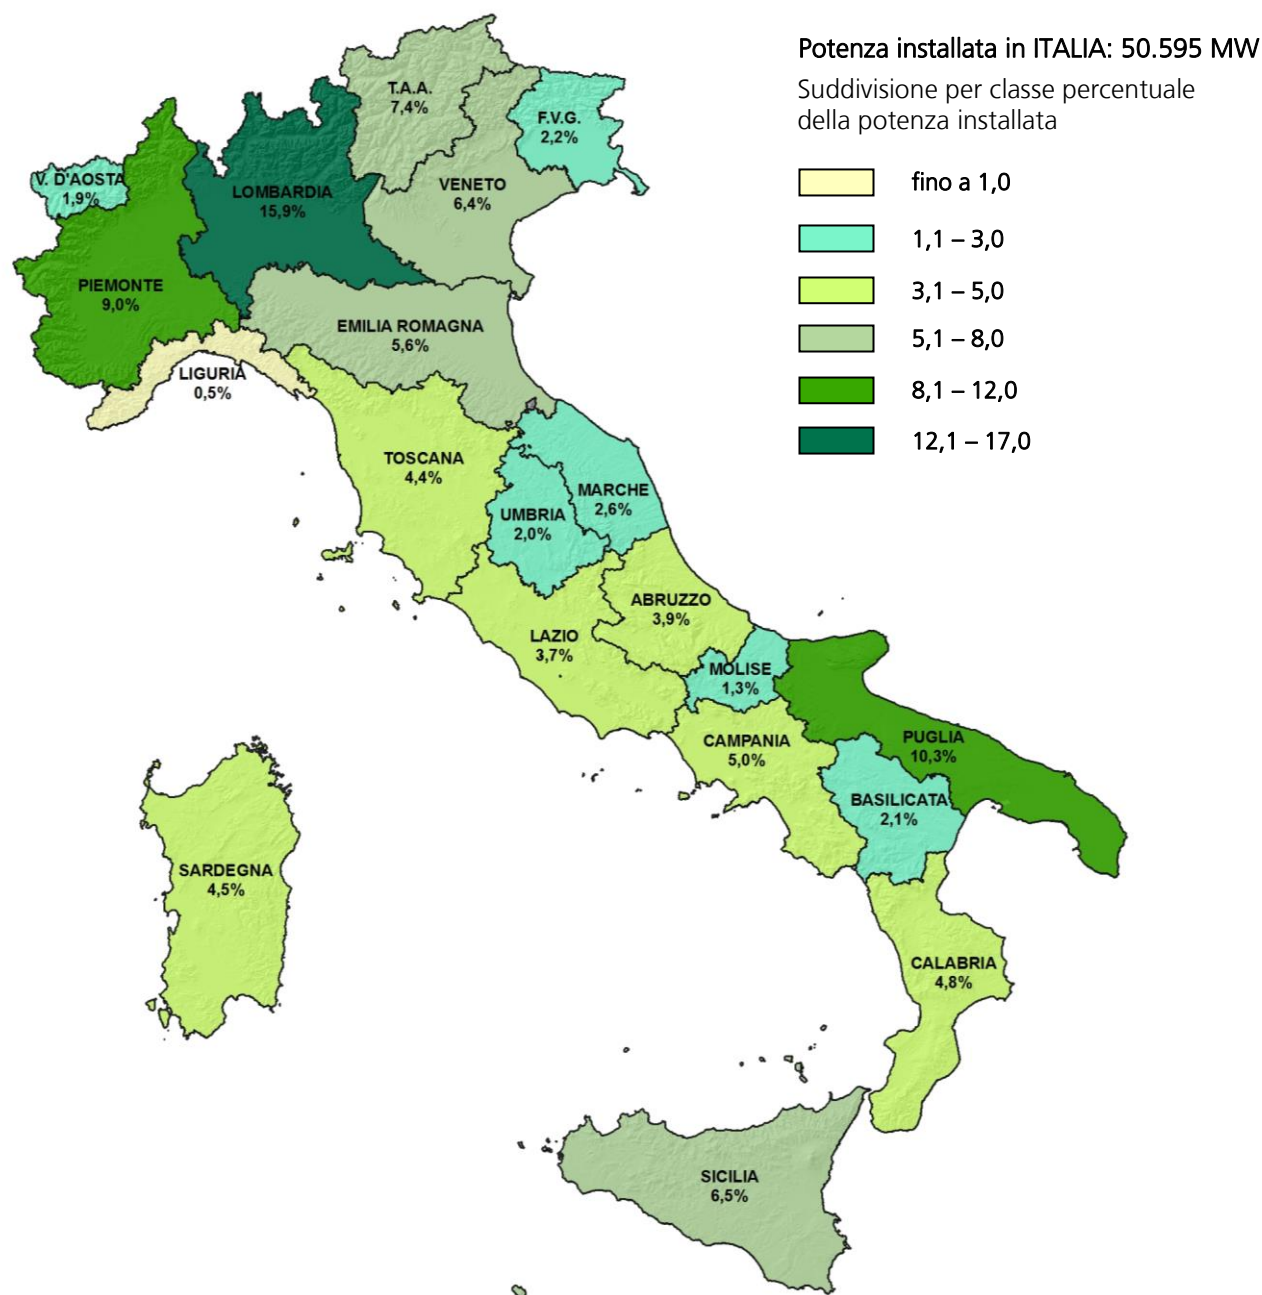 Potenza installata in ITALIA: 50.595 MW
Suddivisione per classe percentuale
della potenza installata
fino a 1,0
1,1 – 3,0
3,1 – 5,0
5,1 – 8,0
8,1 – 12,0
12,1 – 17,0
T.A.A.
7,4%
F.V.G.
2,2%
V. D'AOSTA
1,9%
LOMBARDIA
15,9%
VENETO
6,4%
PIEMONTE
9,0%
EMILIA ROMAGNA
5,6%
LIGURIA
0,5%
TOSCANA
4,4%
MARCHE
2,6%
UMBRIA
2,0%
ABRUZZO
3,9%
LAZIO
3,7%
MOLISE
1,3%
CAMPANIA
5,0%
PUGLIA
10,3%
BASILICATA
2,1%
SARDEGNA
4,5%
CALABRIA
4,8%
SICILIA
6,5%